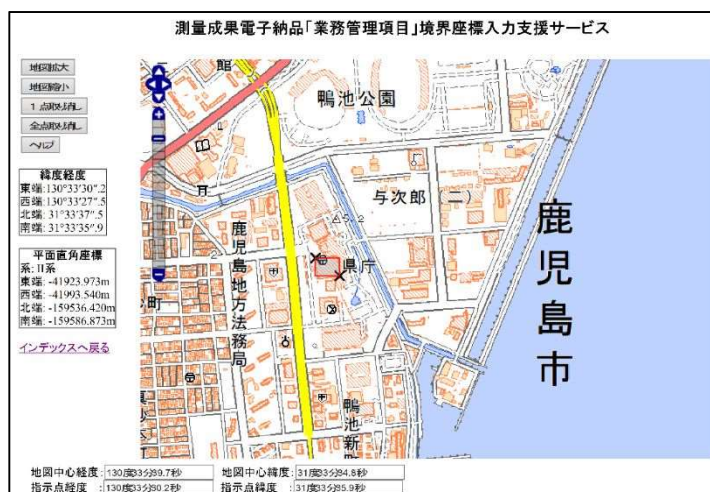 測量成果電子納品「業務管理項目」境界座標入力支援サービス
地図拡大
地図縮小
1点取消し
全点取消し
ヘルプ
緯度経度
東端:130°33'30".2
西端:130°33'27".5
北端: 31°33'37".5
南端: 31°33'35".9
平面直角座標
系: II系
東端: -41923.973m
西端: -41993.540m
北端: -159536.420m
南端: -159586.873m
インデックスへ戻る
館
鴨池公園
与次郎(二)
5.2
県庁
鹿児島地方法務局
鹿児島市
鴨池新町
地図中心経度: 130度33分39.7秒 地図中心緯度: 31度33分34.8秒
指示点経度 : 130度33分30.2秒 指示点緯度 : 31度33分35.9秒